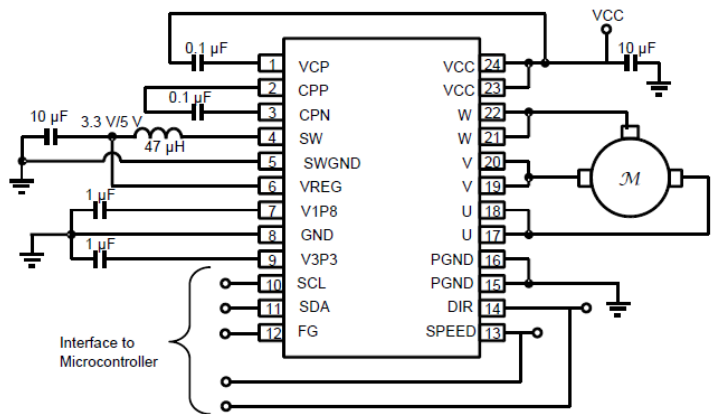 VCC
0.1 µF
10 µF
1 VCP VCC 24
2 CPP VCC 23
0.1 µF
3 CPN W 22
10 µF 3.3 V/5 V
4 SW W 21
47 µH
5 SWGND V 20
6 VREG V 19
M
1 µF
7 V1P8 U 18
8 GND U 17
1 µF
9 V3P3 PGND 16
10 SCL PGND 15
11 SDA DIR 14
12 FG SPEED 13
Interface to
Microcontroller